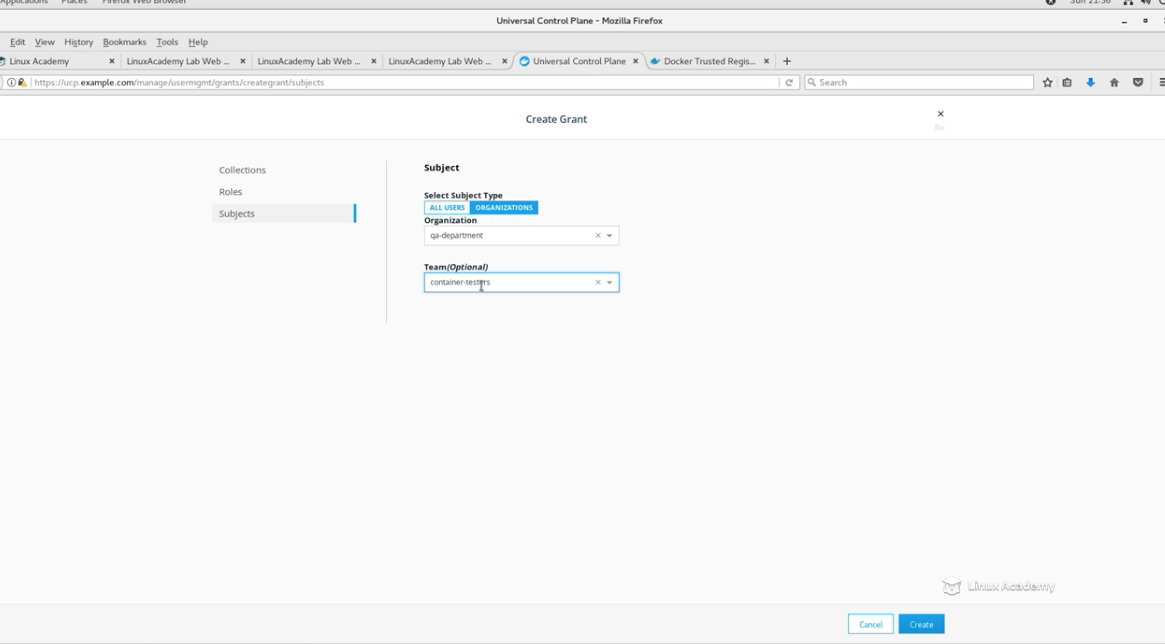 Applications Places Firefox Web Browser Sun 21:36
Universal Control Plane - Mozilla Firefox
Edit View History Bookmarks Tools Help
Linux Academy × LinuxAcademy Lab Web ... × LinuxAcademy Lab Web ... × LinuxAcademy Lab Web ... × Universal Control Plane × Docker Trusted Regis... × +
https://ucp.example.com/manage/usermgmt/grants/creategrant/subjects Search
Create Grant
Esc
Collections
Roles
Subjects
Subject
Select Subject Type
ALL USERS ORGANIZATIONS
Organization
qa-department
Team(Optional)
container-testers
Linux Academy
Cancel Create